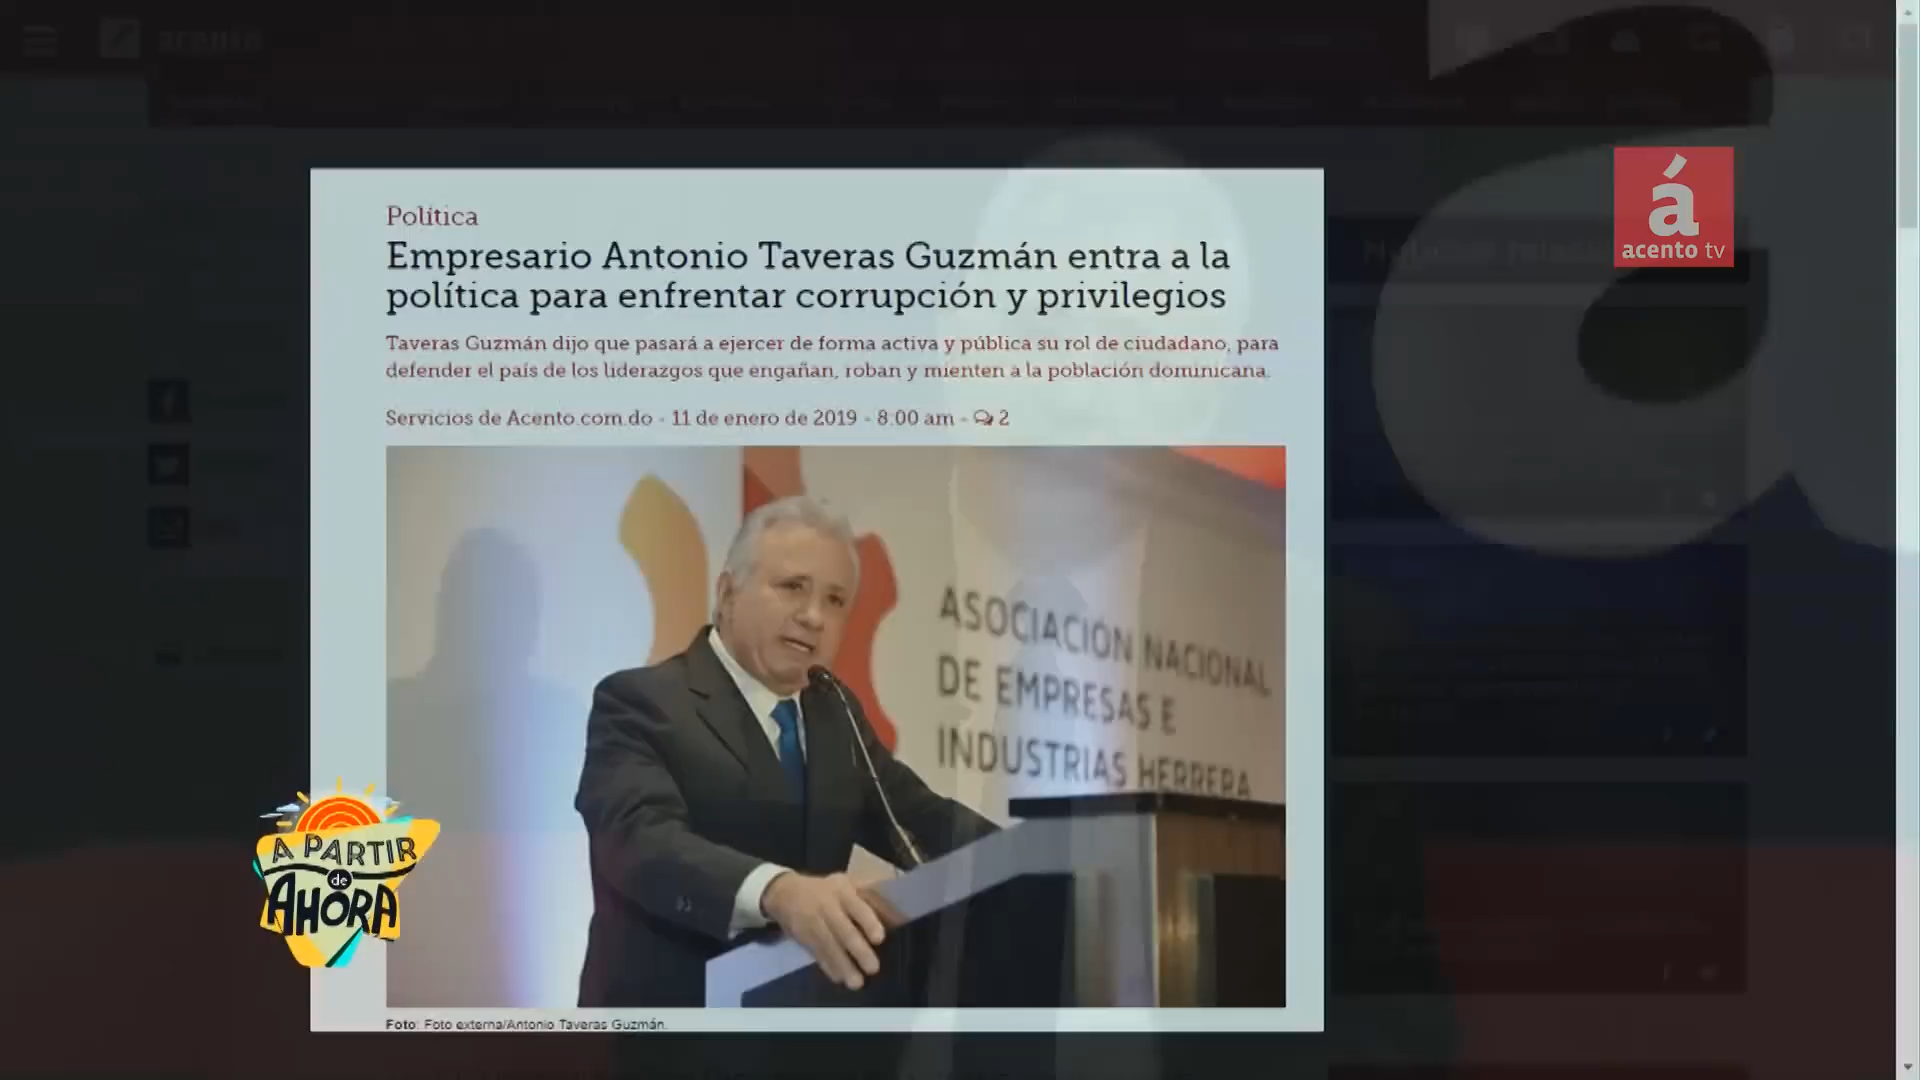 acento
Política
Empresario Antonio Taveras Guzmán entra a la
política para enfrentar corrupción y privilegios
Taveras Guzmán dijo que pasará a ejercer de forma activa y pública su rol de ciudadano, para
defender el país de los liderazgos que engañan, roban y mienten a la población dominicana.
Servicios de Acento.com.do - 11 de enero de 2019 - 8:00 am - 2
á
acento tv
ASOCIACIÓN NACIONAL
DE EMPRESAS E
INDUSTRIAS HERRERA
A PARTIR
de
AHORA
Foto: Foto externa/Antonio Taveras Guzmán.